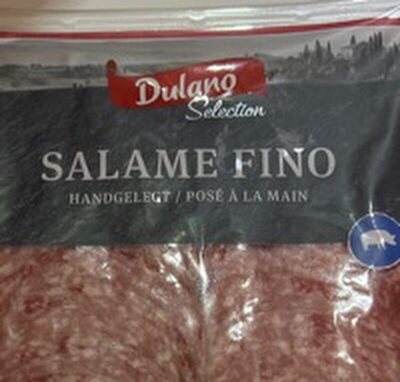 Dulano
Selection
SALAME FINO
HANDGELEGT / POSÉ À LA MAIN